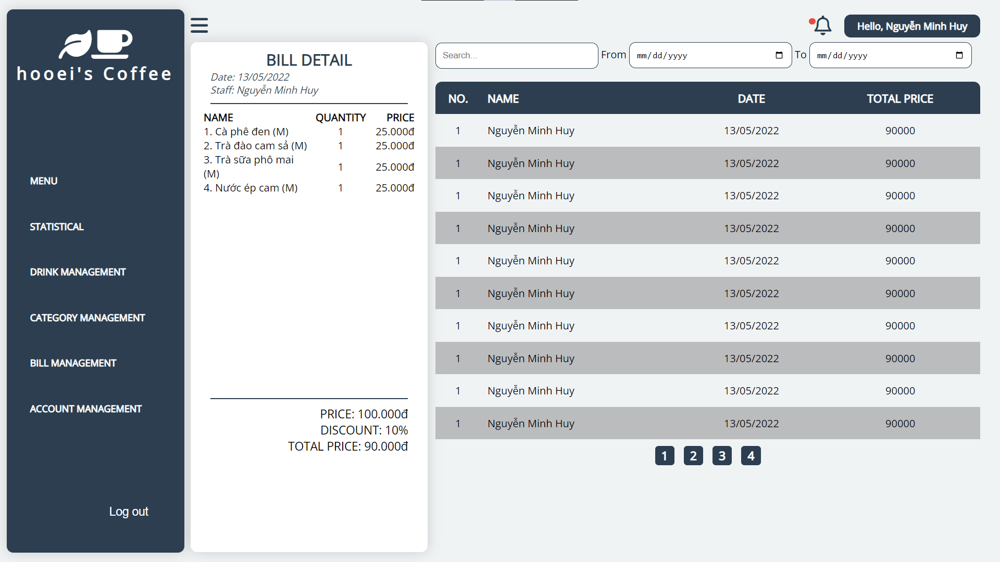 hooei's Coffee
MENU
STATISTICAL
DRINK MANAGEMENT
CATEGORY MANAGEMENT
BILL MANAGEMENT
ACCOUNT MANAGEMENT
Log out
BILL DETAIL
Date: 13/05/2022
Staff: Nguyễn Minh Huy
NAME QUANTITY PRICE
1. Cà phê đen (M) 1 25.000đ
2. Trà đào cam sả (M) 1 25.000đ
3. Trà sữa phô mai
(M) 1 25.000đ
4. Nước ép cam (M) 1 25.000đ
PRICE: 100.000đ
DISCOUNT: 10%
TOTAL PRICE: 90.000đ
Hello, Nguyễn Minh Huy
Search... From mm/dd/yyyy To mm/dd/yyyy
NO. NAME DATE TOTAL PRICE
1 Nguyễn Minh Huy 13/05/2022 90000
1 Nguyễn Minh Huy 13/05/2022 90000
1 Nguyễn Minh Huy 13/05/2022 90000
1 Nguyễn Minh Huy 13/05/2022 90000
1 Nguyễn Minh Huy 13/05/2022 90000
1 Nguyễn Minh Huy 13/05/2022 90000
1 Nguyễn Minh Huy 13/05/2022 90000
1 Nguyễn Minh Huy 13/05/2022 90000
1 Nguyễn Minh Huy 13/05/2022 90000
1 Nguyễn Minh Huy 13/05/2022 90000
1 2 3 4